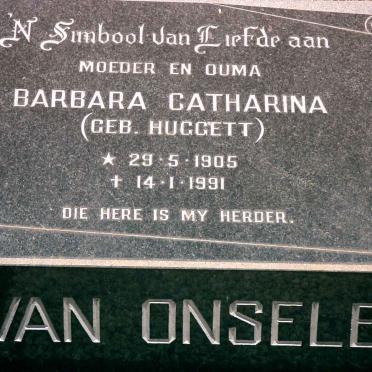 'N Simbool van Liefde aan
MOEDER EN OUMA
BARBARA CATHARINA
(GEB. HUGGETT)
★ 29·5·1905
✝ 14·1·1991
DIE HERE IS MY HERDER.
VAN ONSELE